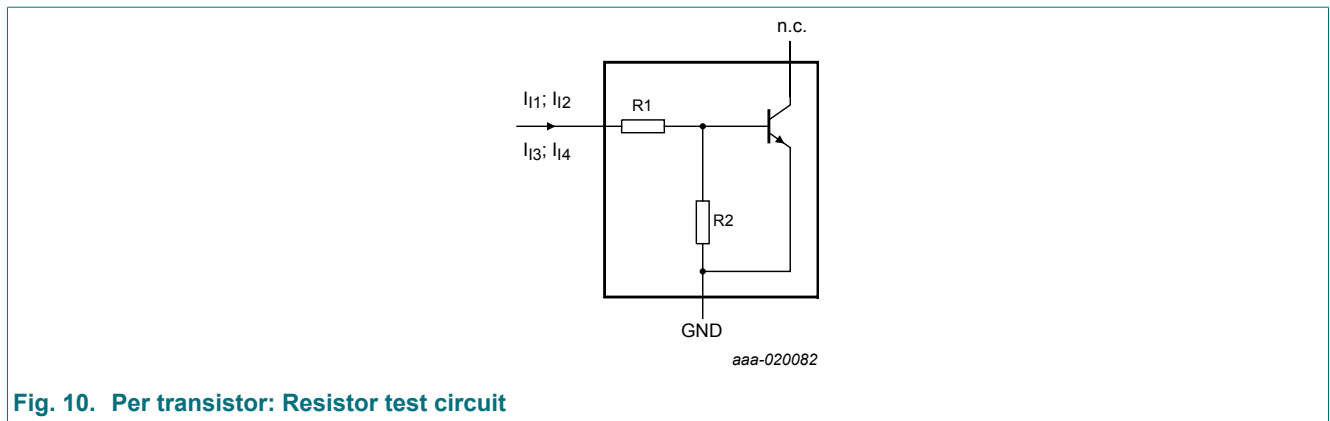 n.c.
II1; II2
R1
II3; II4
R2
GND
aaa-020082
Fig. 10. Per transistor: Resistor test circuit